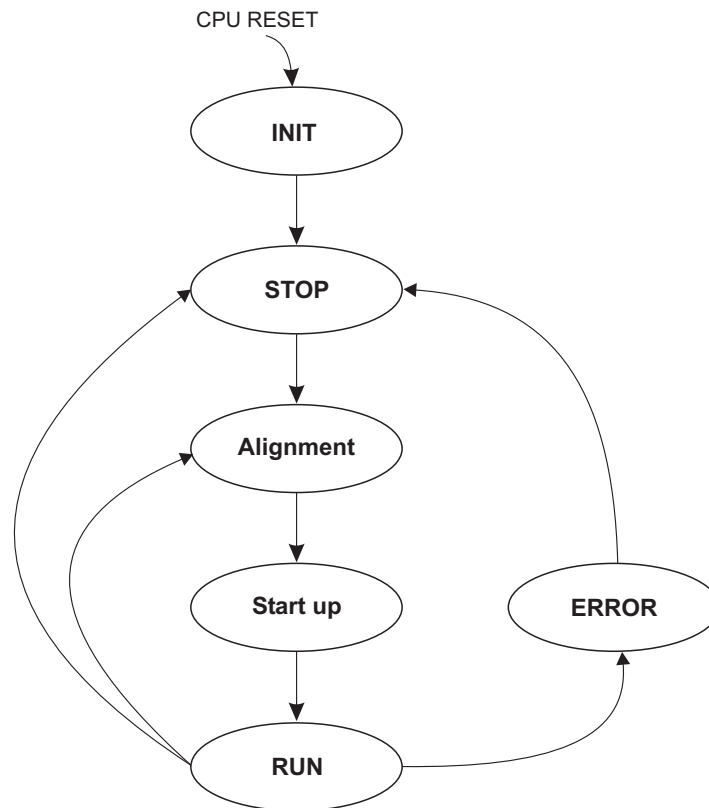 CPU RESET
INIT
STOP
Alignment
Start up
ERROR
RUN